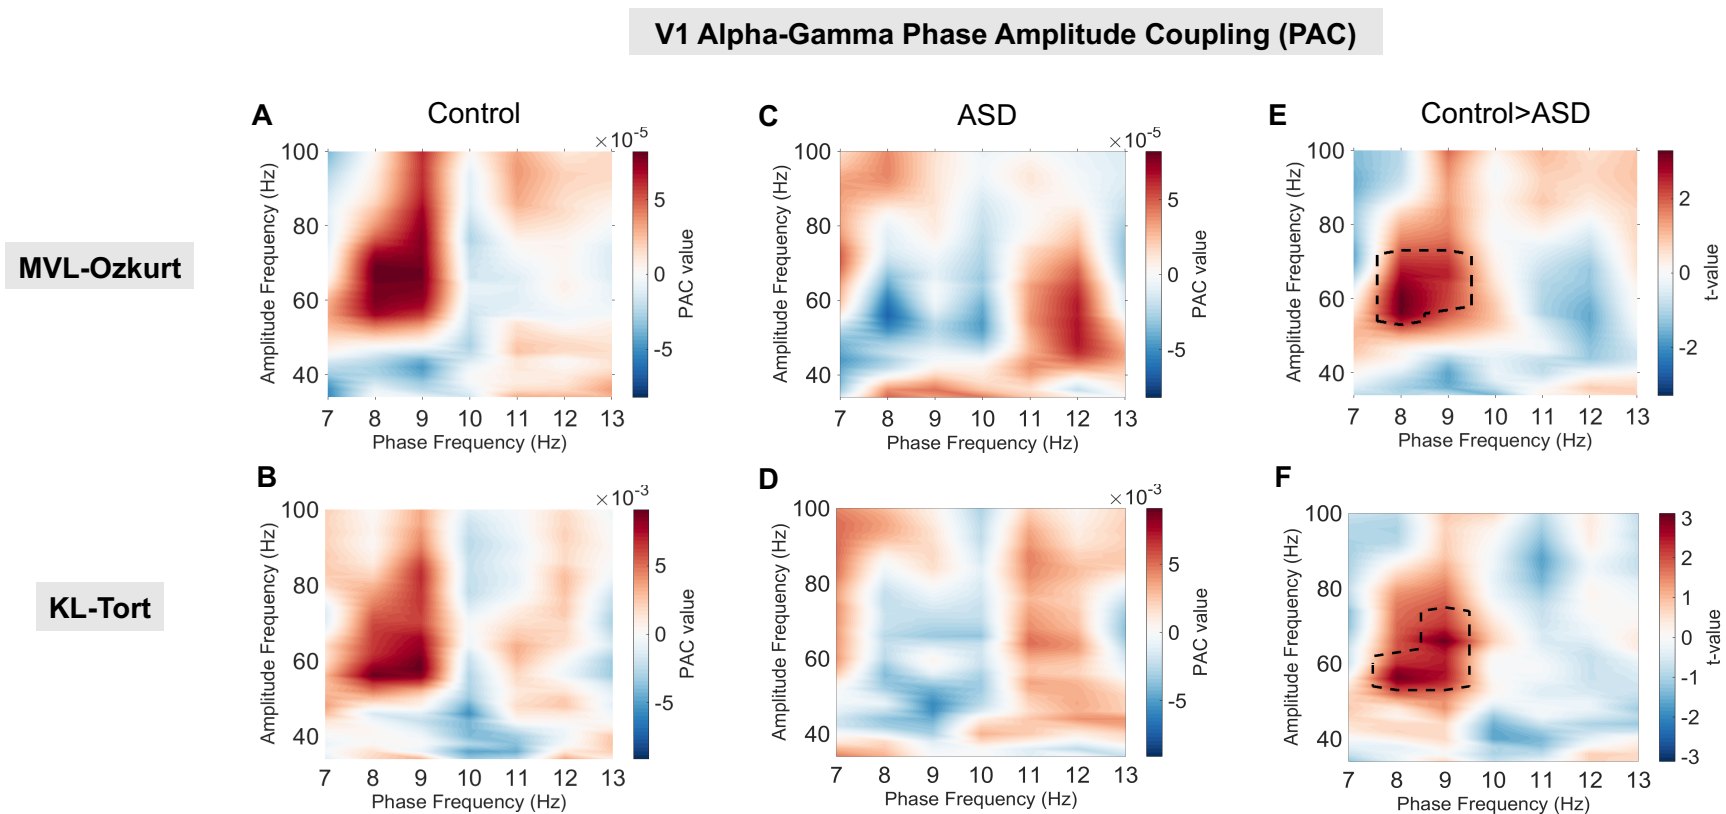 V1 Alpha-Gamma Phase Amplitude Coupling (PAC)
MVL-Ozkurt
KL-Tort
A
Control
×10-5
100
80
60
40
Amplitude Frequency (Hz)
7 8 9 10 11 12 13
Phase Frequency (Hz)
5
0
-5
PAC value
C
ASD
×10-5
100
80
60
40
Amplitude Frequency (Hz)
7 8 9 10 11 12 13
Phase Frequency (Hz)
5
0
-5
PAC value
E
Control>ASD
100
80
60
40
Amplitude Frequency (Hz)
7 8 9 10 11 12 13
Phase Frequency (Hz)
2
0
-2
t-value
B
×10-3
100
80
60
40
Amplitude Frequency (Hz)
7 8 9 10 11 12 13
Phase Frequency (Hz)
5
0
-5
PAC value
D
×10-3
100
80
60
40
Amplitude Frequency (Hz)
7 8 9 10 11 12 13
Phase Frequency (Hz)
5
0
-5
PAC value
F
100
80
60
40
Amplitude Frequency (Hz)
7 8 9 10 11 12 13
Phase Frequency (Hz)
3
2
1
0
-1
-2
-3
t-value